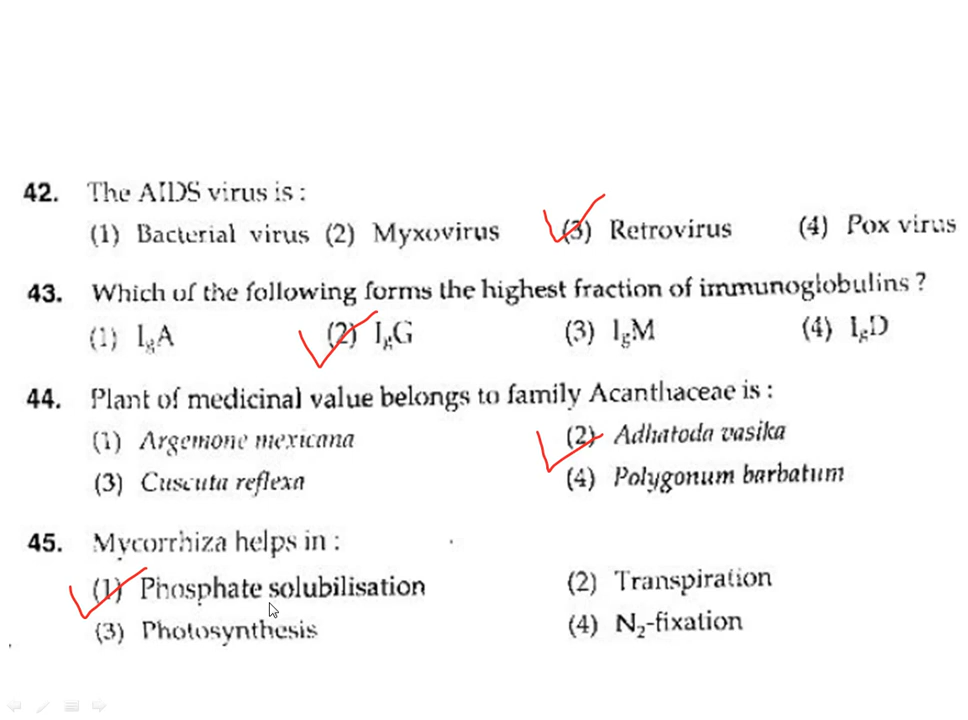 42. The AIDS virus is :
(1) Bacterial virus (2) Myxovirus (3) Retrovirus (4) Pox virus
43. Which of the following forms the highest fraction of immunoglobulins ?
(1) IgA (2) IgG (3) IgM (4) IgD
44. Plant of medicinal value belongs to family Acanthaceae is :
(1) Argemone mexicana (2) Adhatoda vasika
(3) Cuscuta reflexa (4) Polygonum barbatum
45. Mycorrhiza helps in :
(1) Phosphate solubilisation (2) Transpiration
(3) Photosynthesis (4) N₂-fixation